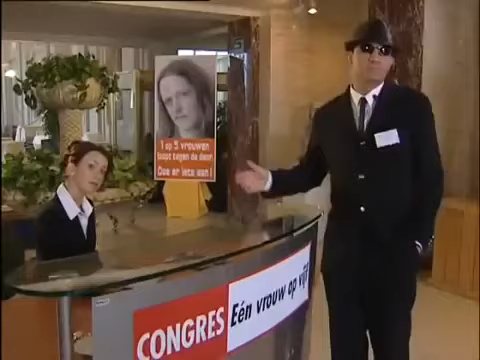 1 op 5 vrouwen
loopt tegen de deur.
Doe er iets aan!
CONGRES
Eén vrouw op vijf